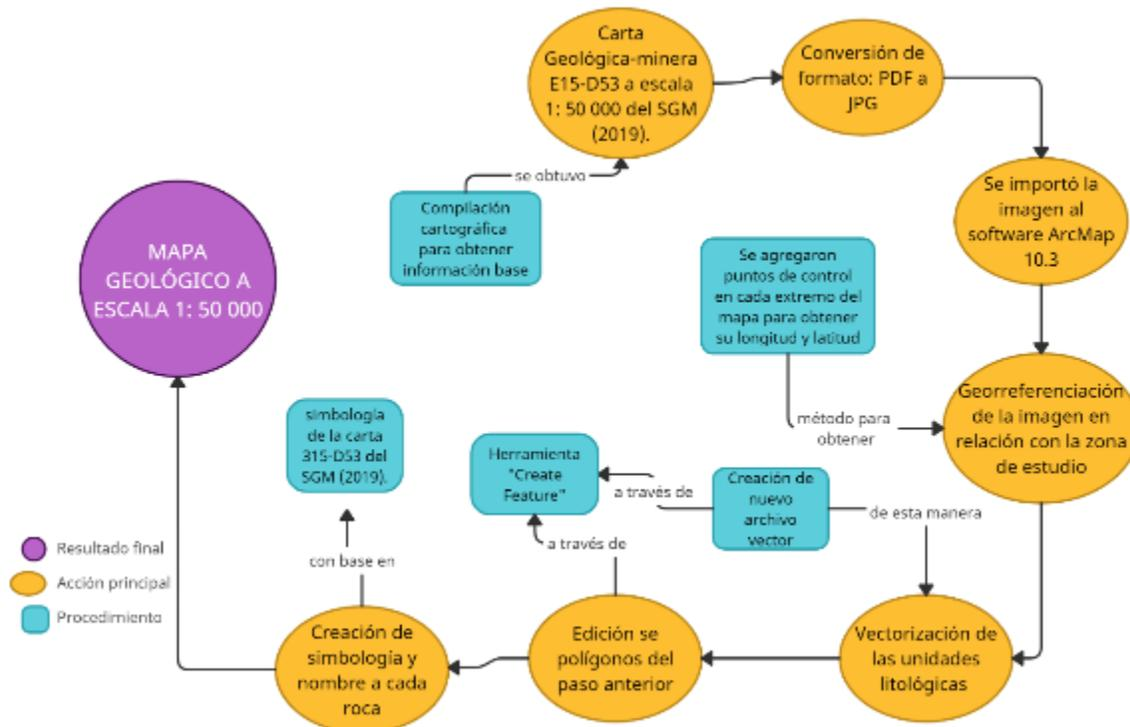 Carta
Geológica-minera
E15-D53 a escala
1: 50 000 del SGM
(2019).
Conversión de
formato: PDF a
JPG
se obtuvo
Compilación
cartográfica
para obtener
información base
Se importó la
imagen al
software ArcMap
10.3
MAPA
GEOLÓGICO A
ESCALA 1: 50 000
Se agregaron
puntos de control
en cada extremo del
mapa para obtener
su longitud y latitud
Georreferenciación
de la imagen en
relación con la zona
de estudio
método para
obtener
simbología
de la carta
315-D53 del
SGM (2019).
Herramienta
"Create
Feature"
a través de
Creación de
nuevo
archivo
vector
de esta manera
a través de
con base en
Resultado final
Acción principal
Procedimiento
Creación de
simbología y
nombre a cada
roca
Edición se
polígonos del
paso anterior
Vectorización de
las unidades
litológicas